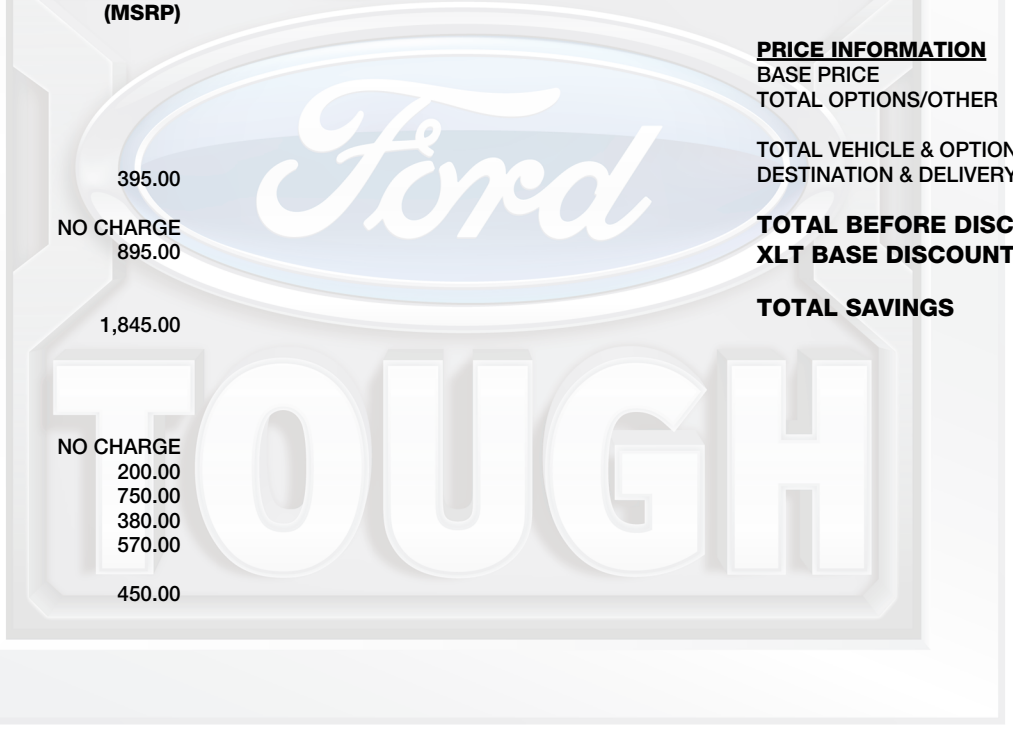 (MSRP)
395.00
NO CHARGE
895.00
1,845.00
NO CHARGE
200.00
750.00
380.00
570.00
450.00
PRICE INFORMATION
BASE PRICE
TOTAL OPTIONS/OTHER
TOTAL VEHICLE & OPTION
DESTINATION & DELIVERY
TOTAL BEFORE DISC
XLT BASE DISCOUNT
TOTAL SAVINGS
Ford
TOUGH